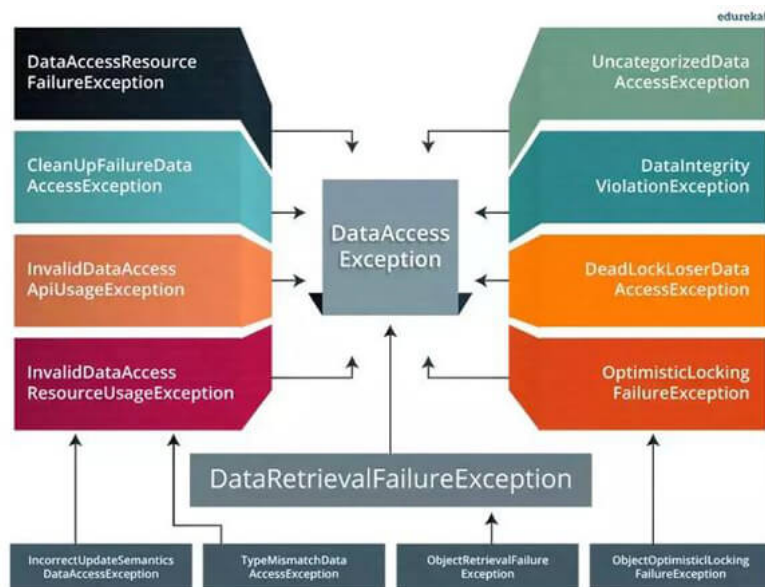 edureka!
DataAccessResource
FailureException
CleanUpFailureData
AccessException
InvalidDataAccess
ApiUsageException
InvalidDataAccess
ResourceUsageException
DataAccess
Exception
UncategorizedData
AccessException
DataIntegrity
ViolationException
DeadLockLoserData
AccessException
OptimisticLocking
FailureException
DataRetrievalFailureException
IncorrectUpdateSemantics
DataAccessException
TypeMismatchData
AccessException
ObjectRetrievalFailure
Exception
ObjectOptimisticlLocking
FailureException